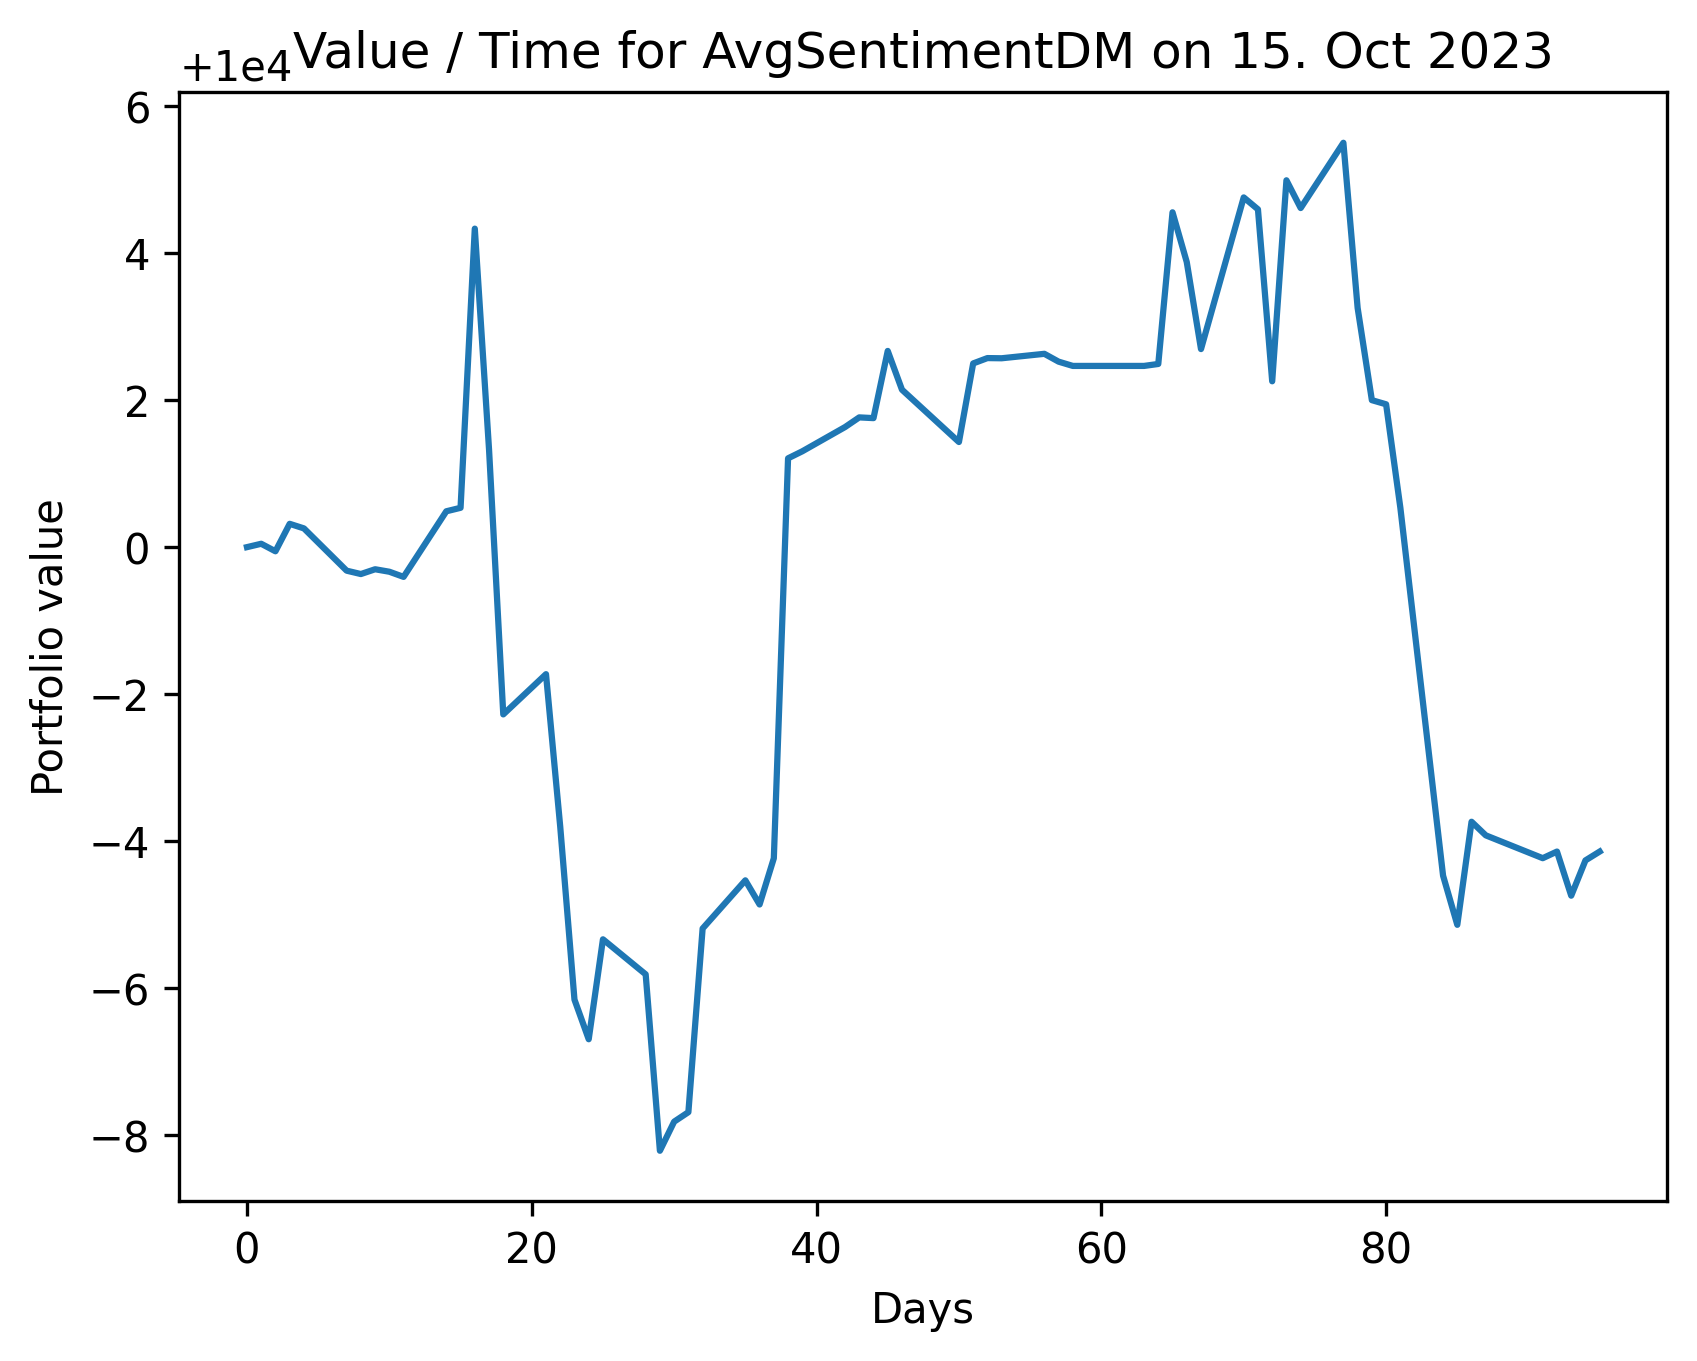 Value / Time for AvgSentimentDM on 15. Oct 2023
+1e4
6
4
2
0
−2
−4
−6
−8
Portfolio value
0 20 40 60 80
Days